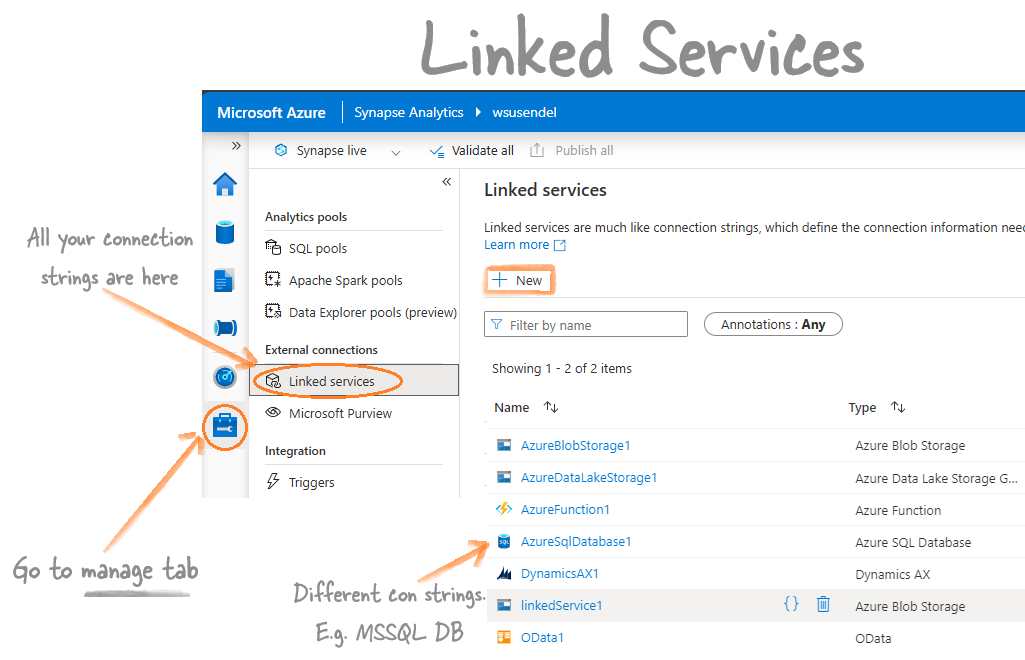 Linked Services
Microsoft Azure | Synapse Analytics ▸ wsusendel
» Synapse live Validate all Publish all
«
Analytics pools
SQL pools
Apache Spark pools
Data Explorer pools (preview)
External connections
Linked services
Microsoft Purview
Integration
Triggers
All your connection
strings are here
Go to manage tab
Linked services
Linked services are much like connection strings, which define the connection information need
Learn more
+ New
Filter by name Annotations : Any
Showing 1 - 2 of 2 items
Name Type
AzureBlobStorage1 Azure Blob Storage
AzureDataLakeStorage1 Azure Data Lake Storage G...
AzureFunction1 Azure Function
SQL AzureSqlDatabase1 Azure SQL Database
DynamicsAX1 Dynamics AX
linkedService1 {} Azure Blob Storage
OData1 OData
Different con strings.
E.g. MSSQL DB